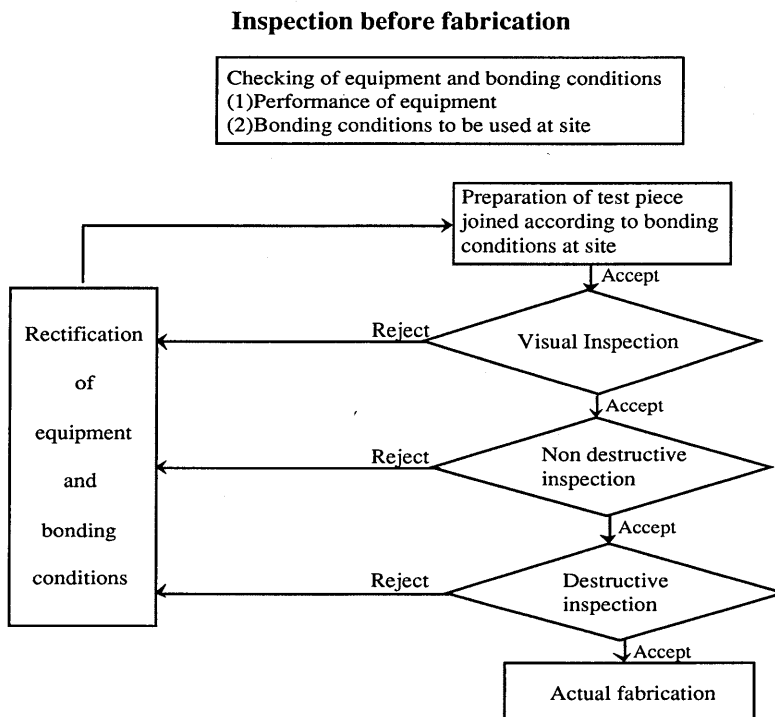 Inspection before fabrication
Checking of equipment and bonding conditions
(1)Performance of equipment
(2)Bonding conditions to be used at site
Preparation of test piece
joined according to bonding
conditions at site
Accept
Rectification
of
equipment
and
bonding
conditions
Reject
Visual Inspection
Accept
Reject
Non destructive
inspection
Accept
Reject
Destructive
inspection
Accept
Actual fabrication